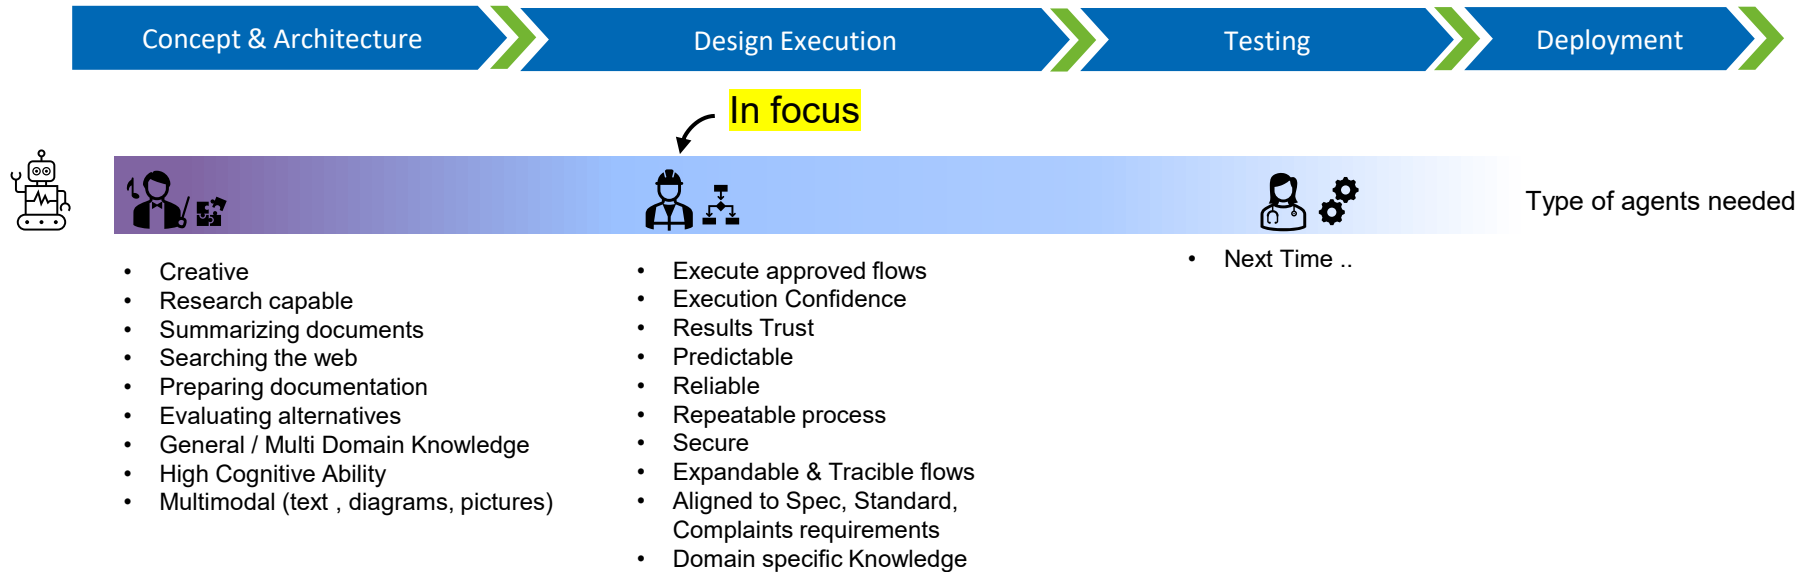 Concept & Architecture
Design Execution
Testing
Deployment
In focus
Type of agents needed
• Creative
• Research capable
• Summarizing documents
• Searching the web
• Preparing documentation
• Evaluating alternatives
• General / Multi Domain Knowledge
• High Cognitive Ability
• Multimodal (text , diagrams, pictures)
• Execute approved flows
• Execution Confidence
• Results Trust
• Predictable
• Reliable
• Repeatable process
• Secure
• Expandable & Tracible flows
• Aligned to Spec, Standard,
Complaints requirements
• Domain specific Knowledge
• Next Time ..